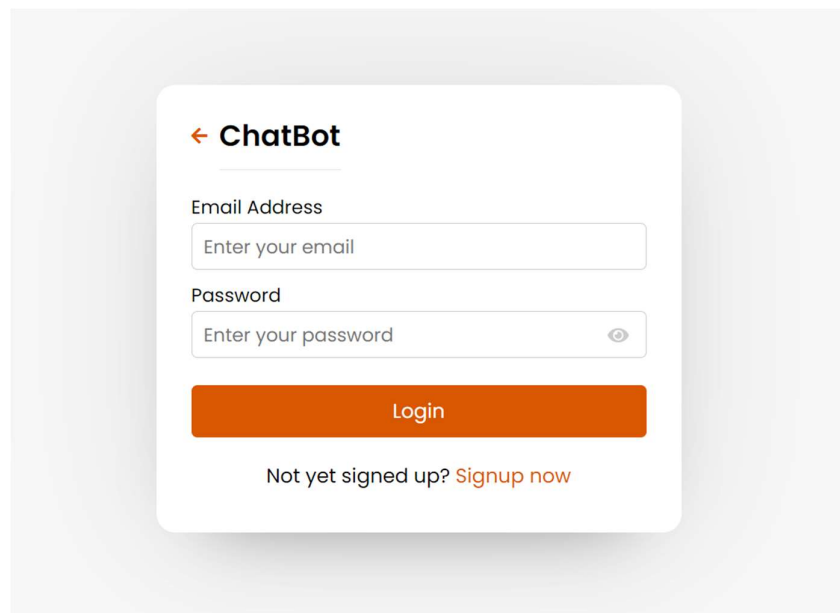 ChatBot
Email Address
Enter your email
Password
Enter your password
Login
Not yet signed up? Signup now